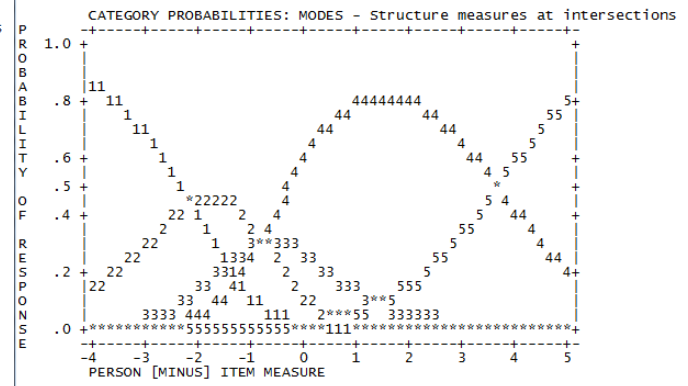 CATEGORY PROBABILITIES: MODES - Structure measures at intersections
P      -+-----+-----+-----+-----+-----+-----+-----+-----+-----+-
R  1.0 +                                                       +
O      |                                                       |
B      |                                                       |
A      |11                                                     |
B   .8 +  11                          44444444                5+
I      |    1                       44        44            55 |
L      |     11                   44            44         5   |
I      |       1                 4                4       5    |
T   .6 +        1               4                  44   55     +
Y      |         1             4                     4 5       |
    .5 +          1           4                       *        +
O      |           *22222     4                      5 4       |
F   .4 +         22 1    2   4                      5   44     +
       |        2    1    2 4                     55      4    |
R      |      22      1   3**333                 5         4   |
E      |    22         1334  2  33             55           44 |
S   .2 +  22          3314    2   33          5               4+
P      |22          33  41     2    333    555                 |
O      |          33  44  11    22     3**5                    |
N      |      3333 444      111   2***55  333333               |
S   .0 +***********555555555555****111*************************+
E      -+-----+-----+-----+-----+-----+-----+-----+-----+-----+-
       -4    -3    -2    -1     0     1     2     3     4     5
PERSON [MINUS] ITEM MEASURE